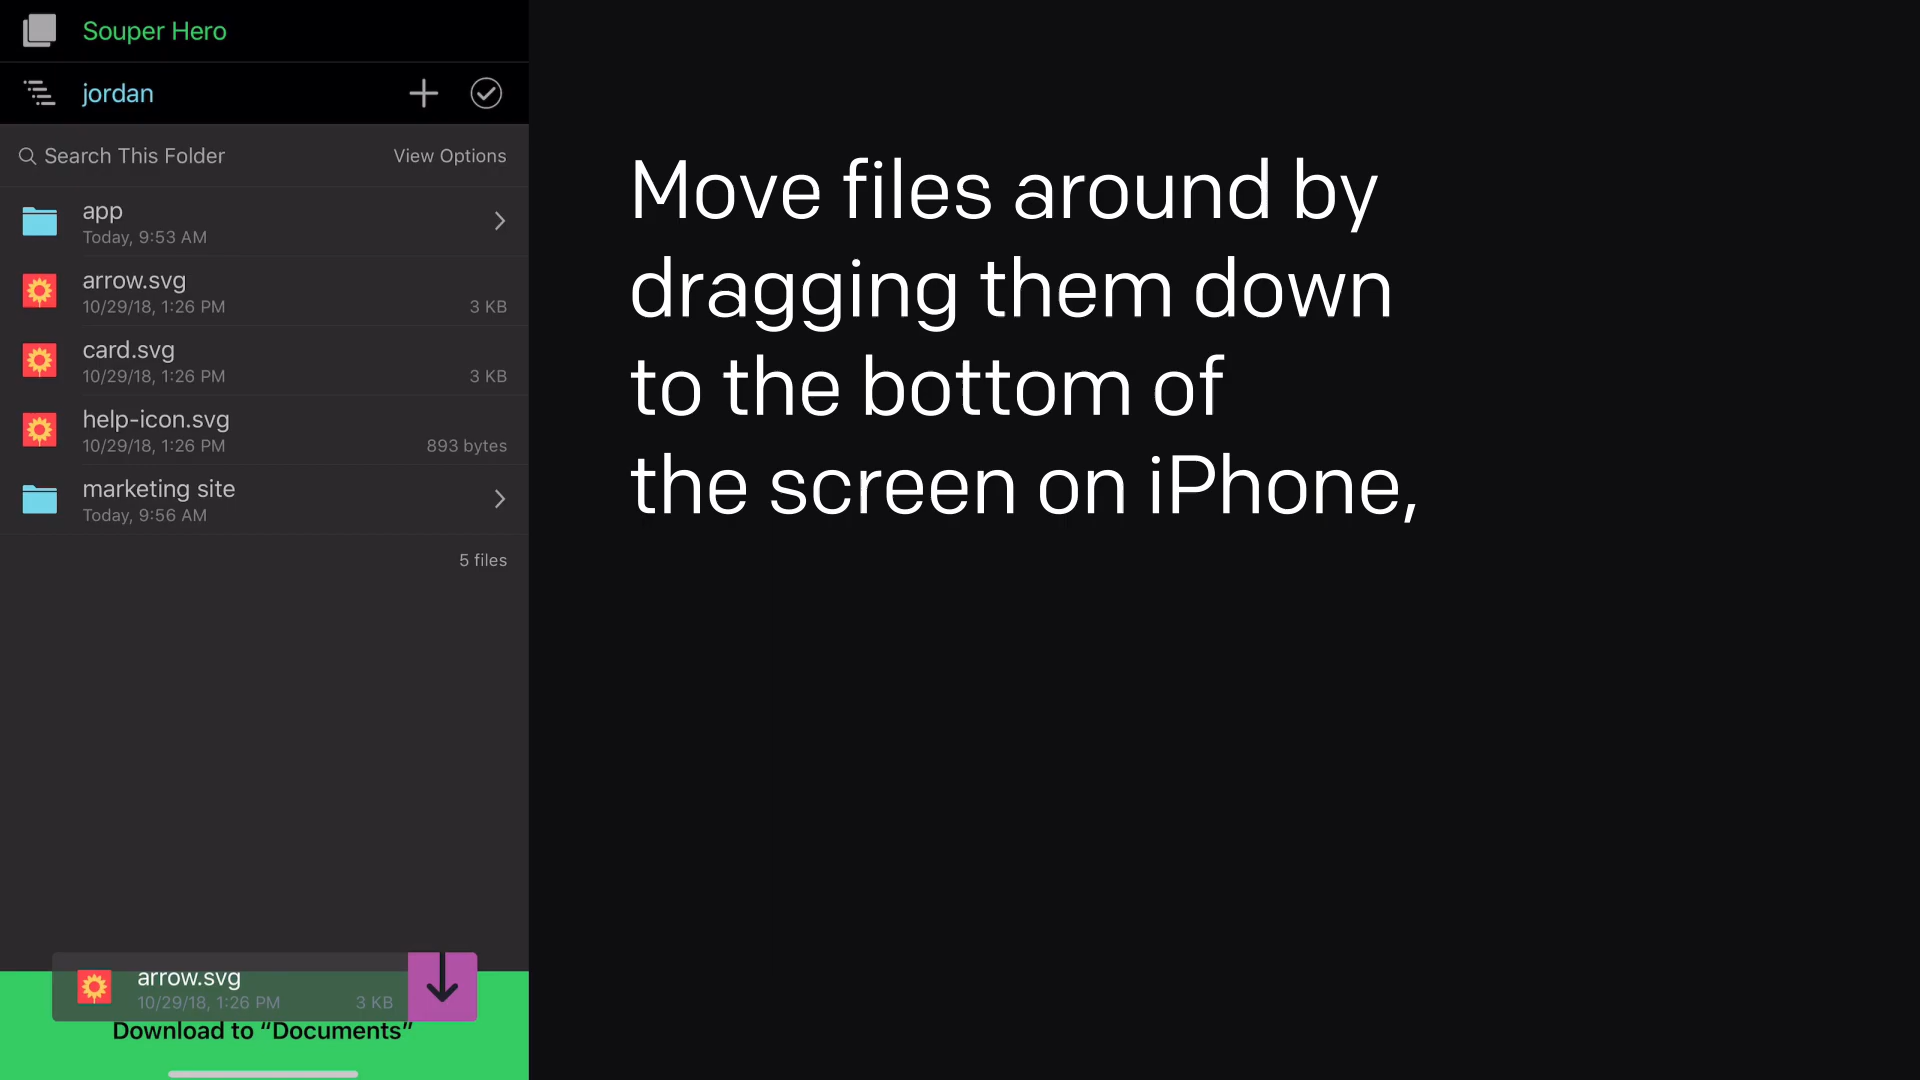 Souper Hero
jordan
Search This Folder
View Options
app
Today, 9:53 AM
arrow.svg
10/29/18, 1:26 PM
3 KB
card.svg
10/29/18, 1:26 PM
3 KB
help-icon.svg
10/29/18, 1:26 PM
893 bytes
marketing site
Today, 9:56 AM
5 files
arrow.svg
10/29/18, 1:26 PM
3 KB
Download to “Documents”
Move files around by
dragging them down
to the bottom of
the screen on iPhone,